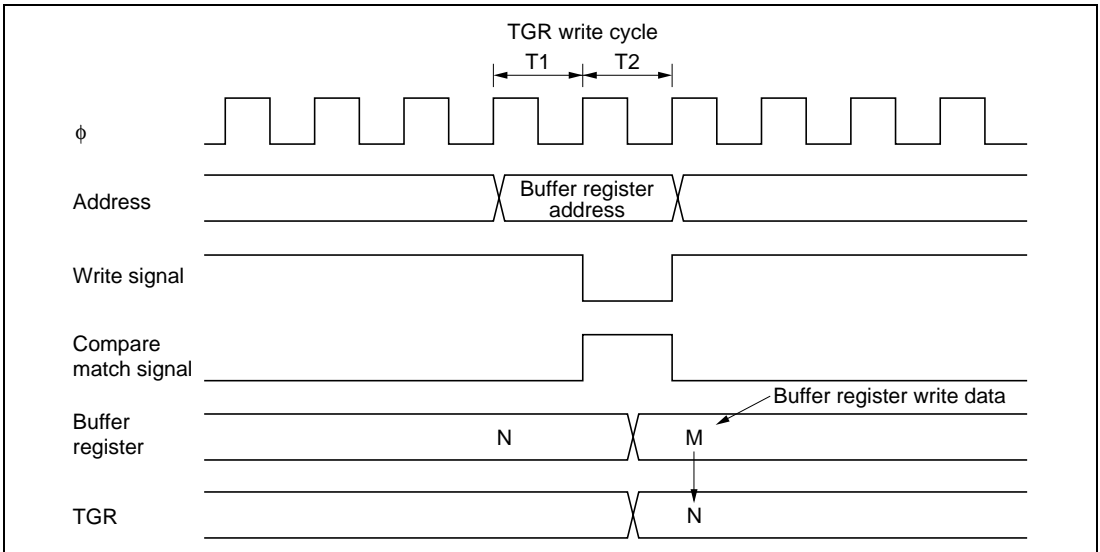 TGR write cycle
T1 T2
ϕ
Address
Buffer register
address
Write signal
Compare
match signal
Buffer register write data
Buffer
register
N M
TGR
N